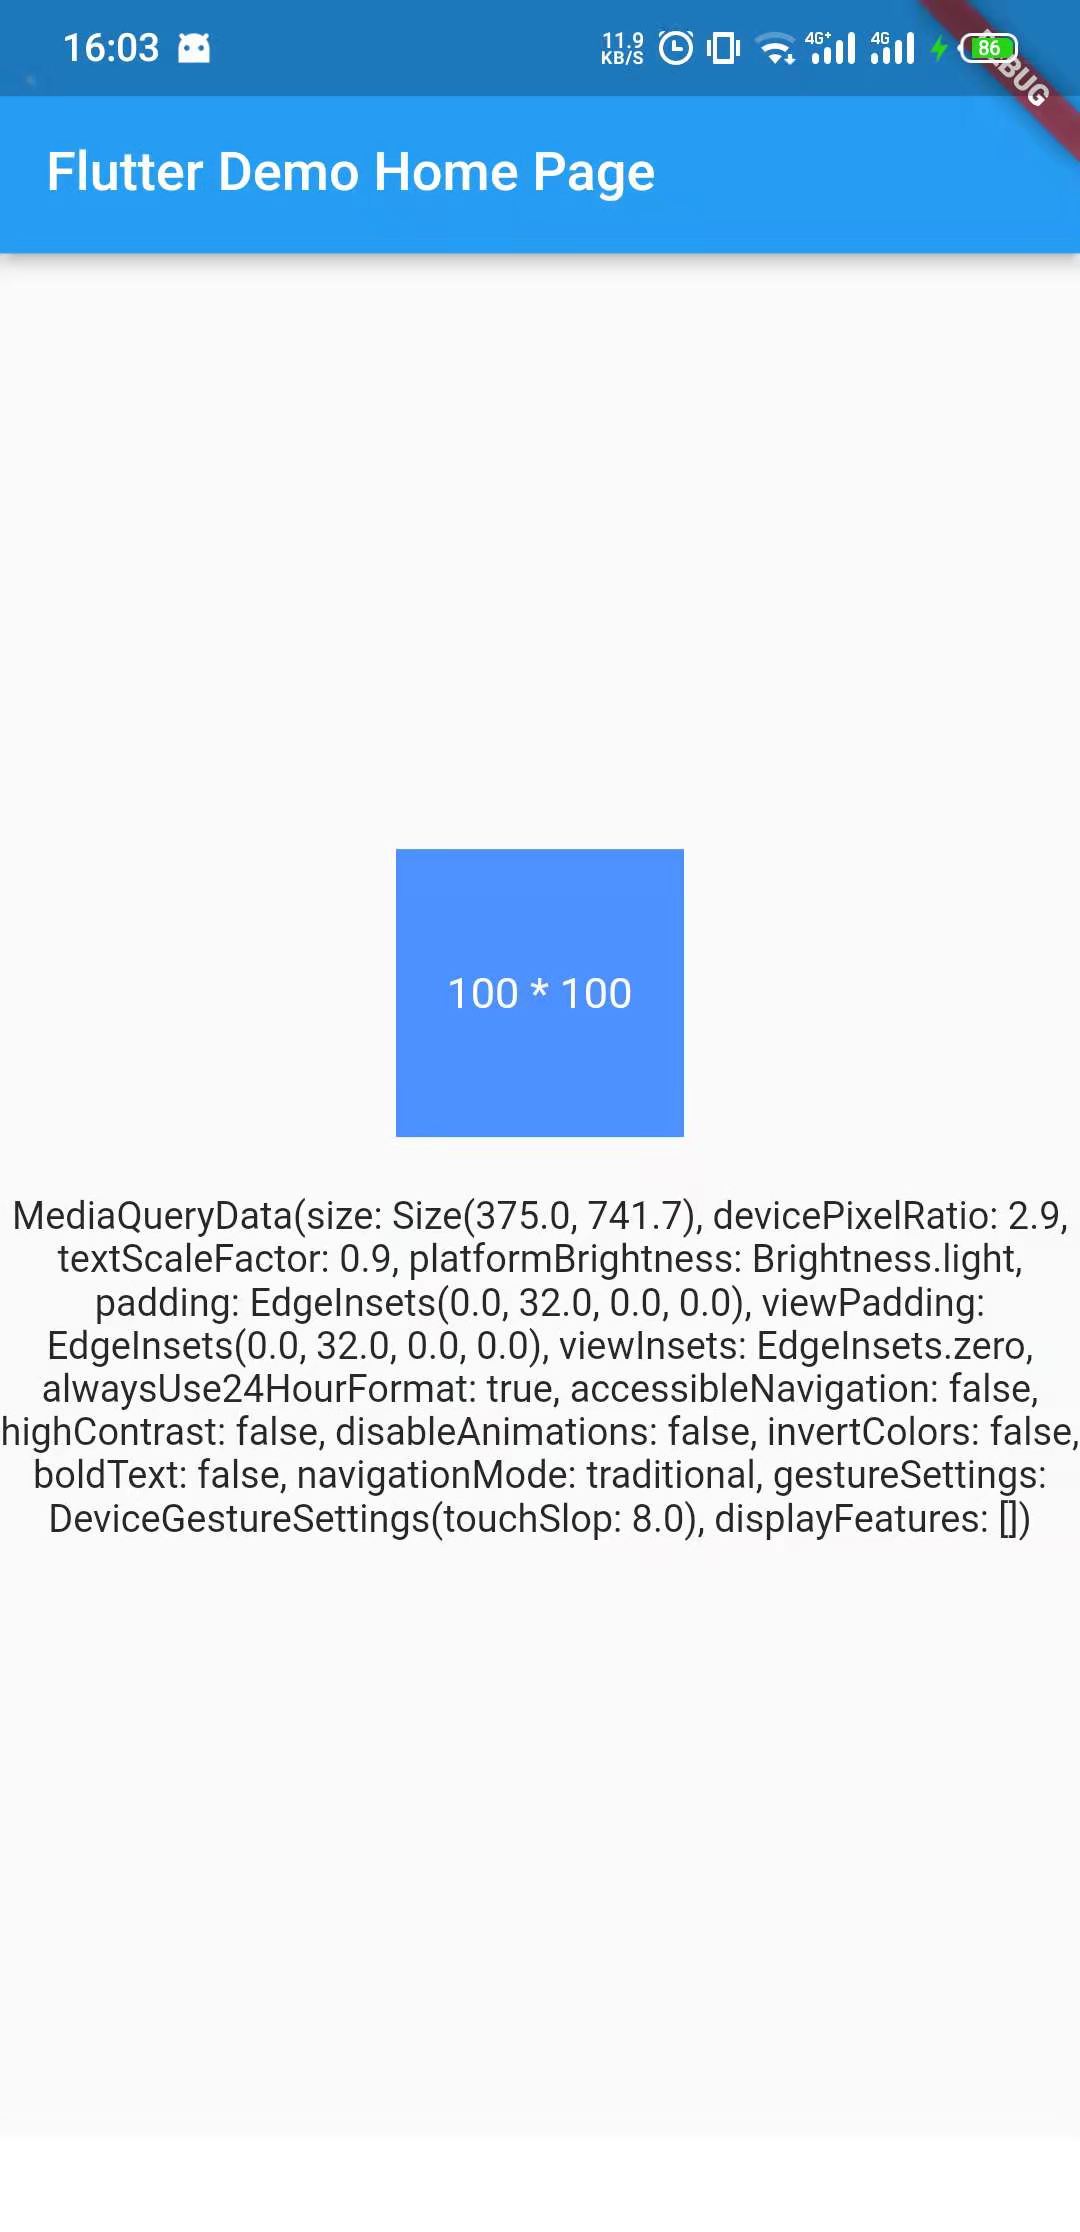 16:03
11.9
KB/S
4G+
4G
86
DEBUG
Flutter Demo Home Page
100 * 100
MediaQueryData(size: Size(375.0, 741.7), devicePixelRatio: 2.9,
textScaleFactor: 0.9, platformBrightness: Brightness.light,
padding: EdgeInsets(0.0, 32.0, 0.0, 0.0), viewPadding:
EdgeInsets(0.0, 32.0, 0.0, 0.0), viewInsets: EdgeInsets.zero,
alwaysUse24HourFormat: true, accessibleNavigation: false,
highContrast: false, disableAnimations: false, invertColors: false,
boldText: false, navigationMode: traditional, gestureSettings:
DeviceGestureSettings(touchSlop: 8.0), displayFeatures: [])